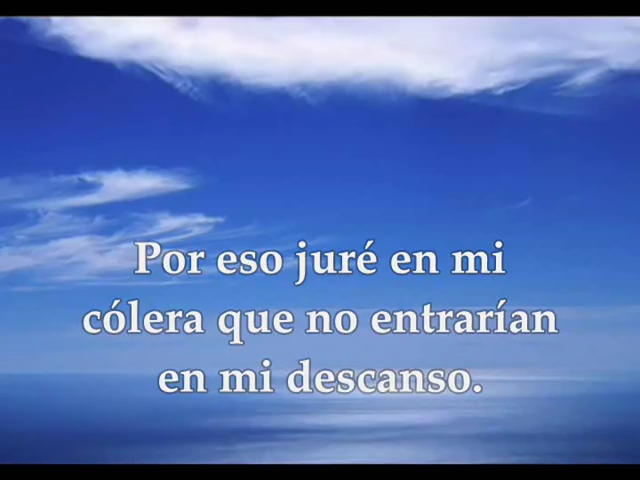 Por eso juré en mi
cólera que no entrarían
en mi descanso.